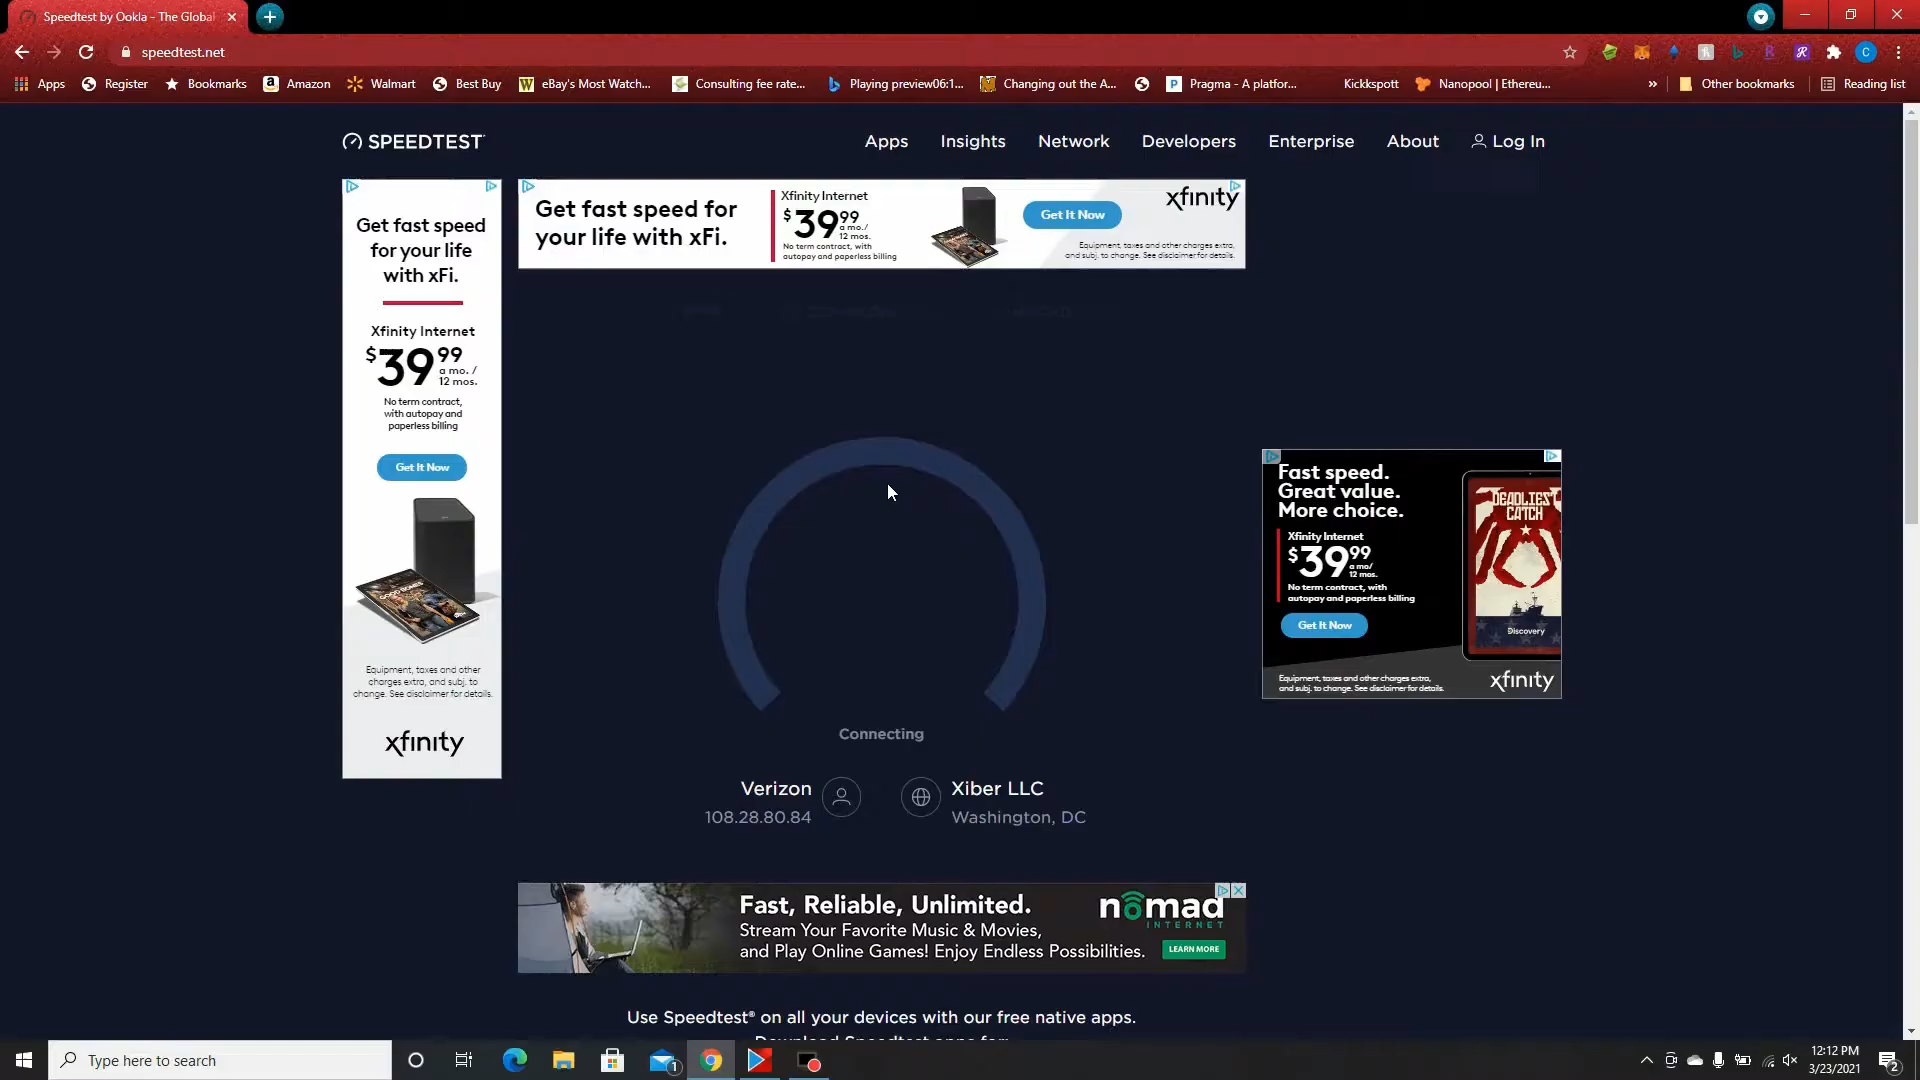 Speedtest by Ookla - The Global
speedtest.net
Apps
Register
Bookmarks
Amazon
Walmart
Best Buy
eBay's Most Watch...
Consulting fee rate...
Playing preview06:1...
Changing out the A...
Pragma - A platfor...
Kickkspott
Nanopool | Ethereu...
Other bookmarks
Reading list
SPEEDTEST
Apps
Insights
Network
Developers
Enterprise
About
Log In
Get fast speed
for your life
with xFi.
Xfinity Internet
$39 99
a mo. /
12 mos.
No term contract,
with autopay and
paperless billing
Get It Now
GOOD BONES
Equipment, taxes and other
charges extra, and subj. to
change. See disclaimer for details.
xfinity
Get fast speed for
your life with xFi.
Xfinity Internet
$39 99
a mo./
12 mos.
No term contract, with
autopay and paperless billing
Get It Now
xfinity
Equipment, taxes and other charges extra,
and subj. to change. See disclaimer for details.
Connecting
Verizon
108.28.80.84
Xiber LLC
Washington, DC
Fast speed.
Great value.
More choice.
Xfinity Internet
$39 99
a mo/
12 mos.
No term contract, with
autopay and paperless billing
Get It Now
DEADLIEST
CATCH
Discovery
Equipment, taxes and other charges extra,
and subj. to change. See disclaimer for details.
xfinity
Fast, Reliable, Unlimited.
Stream Your Favorite Music & Movies,
and Play Online Games! Enjoy Endless Possibilities.
nomad
INTERNET
LEARN MORE
Use Speedtest® on all your devices with our free native apps.
Download Speedtest apps for:
Type here to search
1
12:12 PM
3/23/2021
2